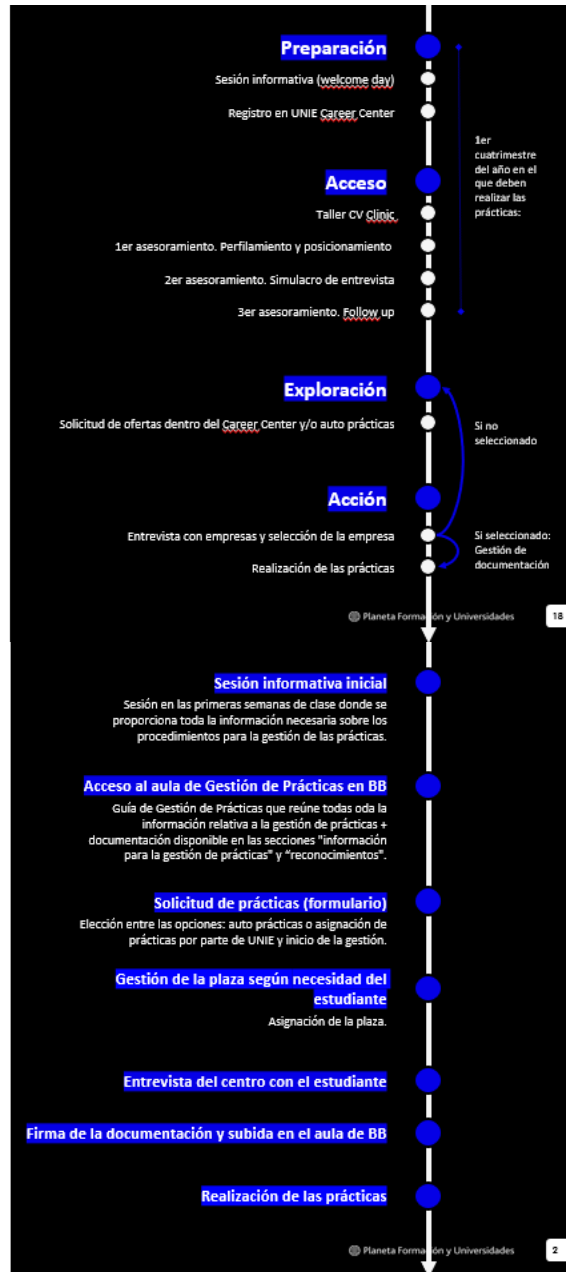 Preparación
Sesión informativa (welcome day)
Registro en UNIE Career Center
1er
cuatrimestre
del año en el
que deben
realizar las
prácticas:
Acceso
Taller CV Clinic
1er asesoramiento. Perfilamiento y posicionamiento
2er asesoramiento. Simulacro de entrevista
3er asesoramiento. Follow up
Exploración
Solicitud de ofertas dentro del Career Center y/o auto prácticas
Si no
seleccionado
Acción
Entrevista con empresas y selección de la empresa
Si seleccionado:
Gestión de
documentación
Realización de las prácticas
Planeta Formación y Universidades
18
Sesión informativa inicial
Sesión en las primeras semanas de clase donde se
proporciona toda la información necesaria sobre los
procedimientos para la gestión de las prácticas.
Acceso al aula de Gestión de Prácticas en BB
Guía de Gestión de Prácticas que reúne todas oda la
información relativa a la gestión de prácticas +
documentación disponible en las secciones "información
para la gestión de prácticas" y "reconocimientos".
Solicitud de prácticas (formulario)
Elección entre las opciones: auto prácticas o asignación de
prácticas por parte de UNIE y inicio de la gestión.
Gestión de la plaza según necesidad del
estudiante
Asignación de la plaza.
Entrevista del centro con el estudiante
Firma de la documentación y subida en el aula de BB
Realización de las prácticas
Planeta Formación y Universidades
2